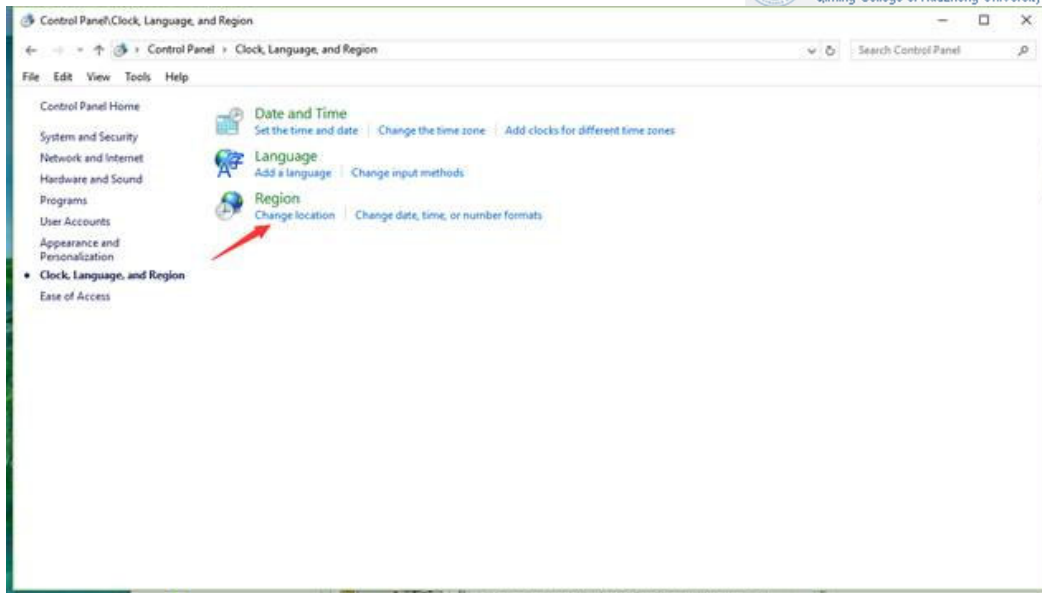 Control Panel\Clock, Language, and Region
Control Panel › Clock, Language, and Region
Search Control Panel
File Edit View Tools Help
Control Panel Home
System and Security
Network and Internet
Hardware and Sound
Programs
User Accounts
Appearance and
Personalization
Clock, Language, and Region
Ease of Access
Date and Time
Set the time and date Change the time zone Add clocks for different time zones
Language
Add a language Change input methods
Region
Change location Change date, time, or number formats